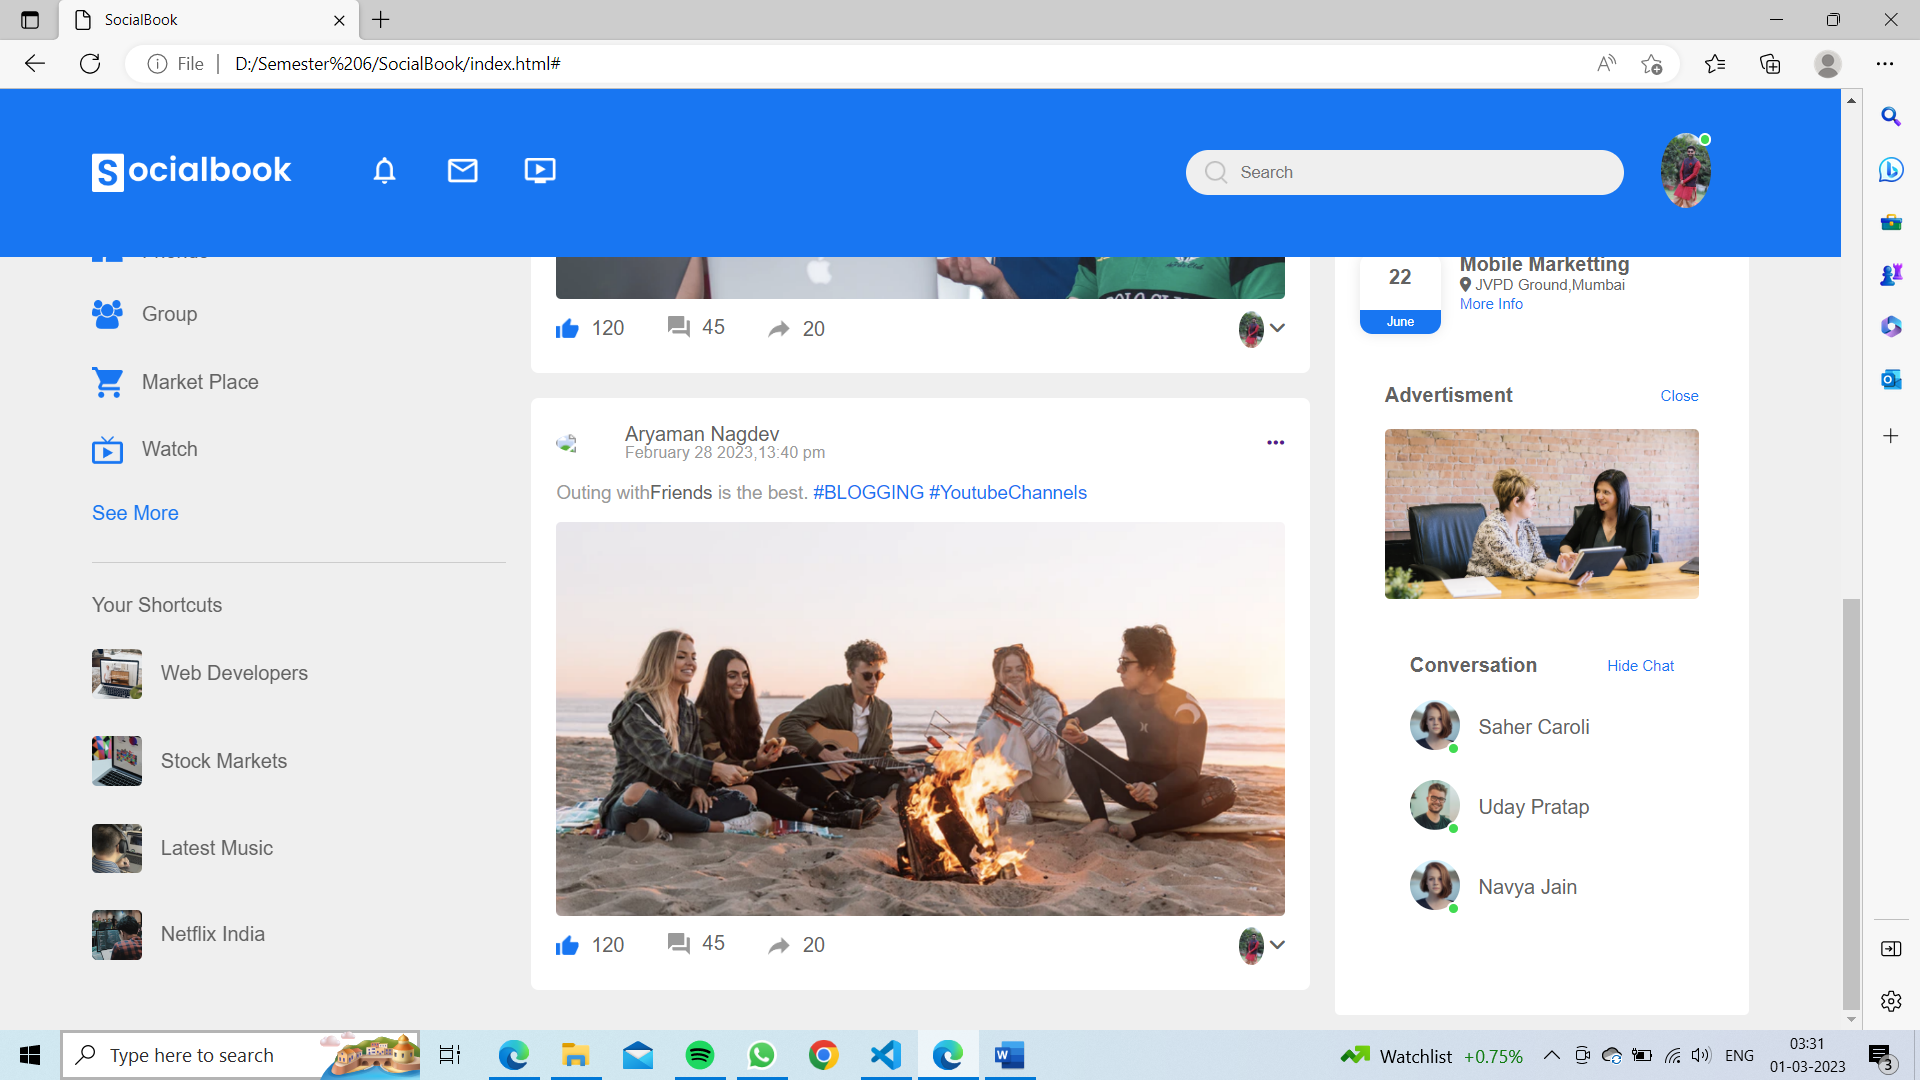 SocialBook
File
D:/Semester%206/SocialBook/index.html#
Socialbook
Search
Group
Market Place
Watch
See More
Your Shortcuts
Web Developers
Stock Markets
Latest Music
Netflix India
120 45 20
Aryaman Nagdev
February 28 2023,13:40 pm
Outing withFriends is the best. #BLOGGING #YoutubeChannels
120 45 20
22
June
Mobile Marketting
JVPD Ground,Mumbai
More Info
Advertisment Close
Conversation Hide Chat
Saher Caroli
Uday Pratap
Navya Jain
Type here to search
Watchlist +0.75%
ENG
03:31
01-03-2023
3